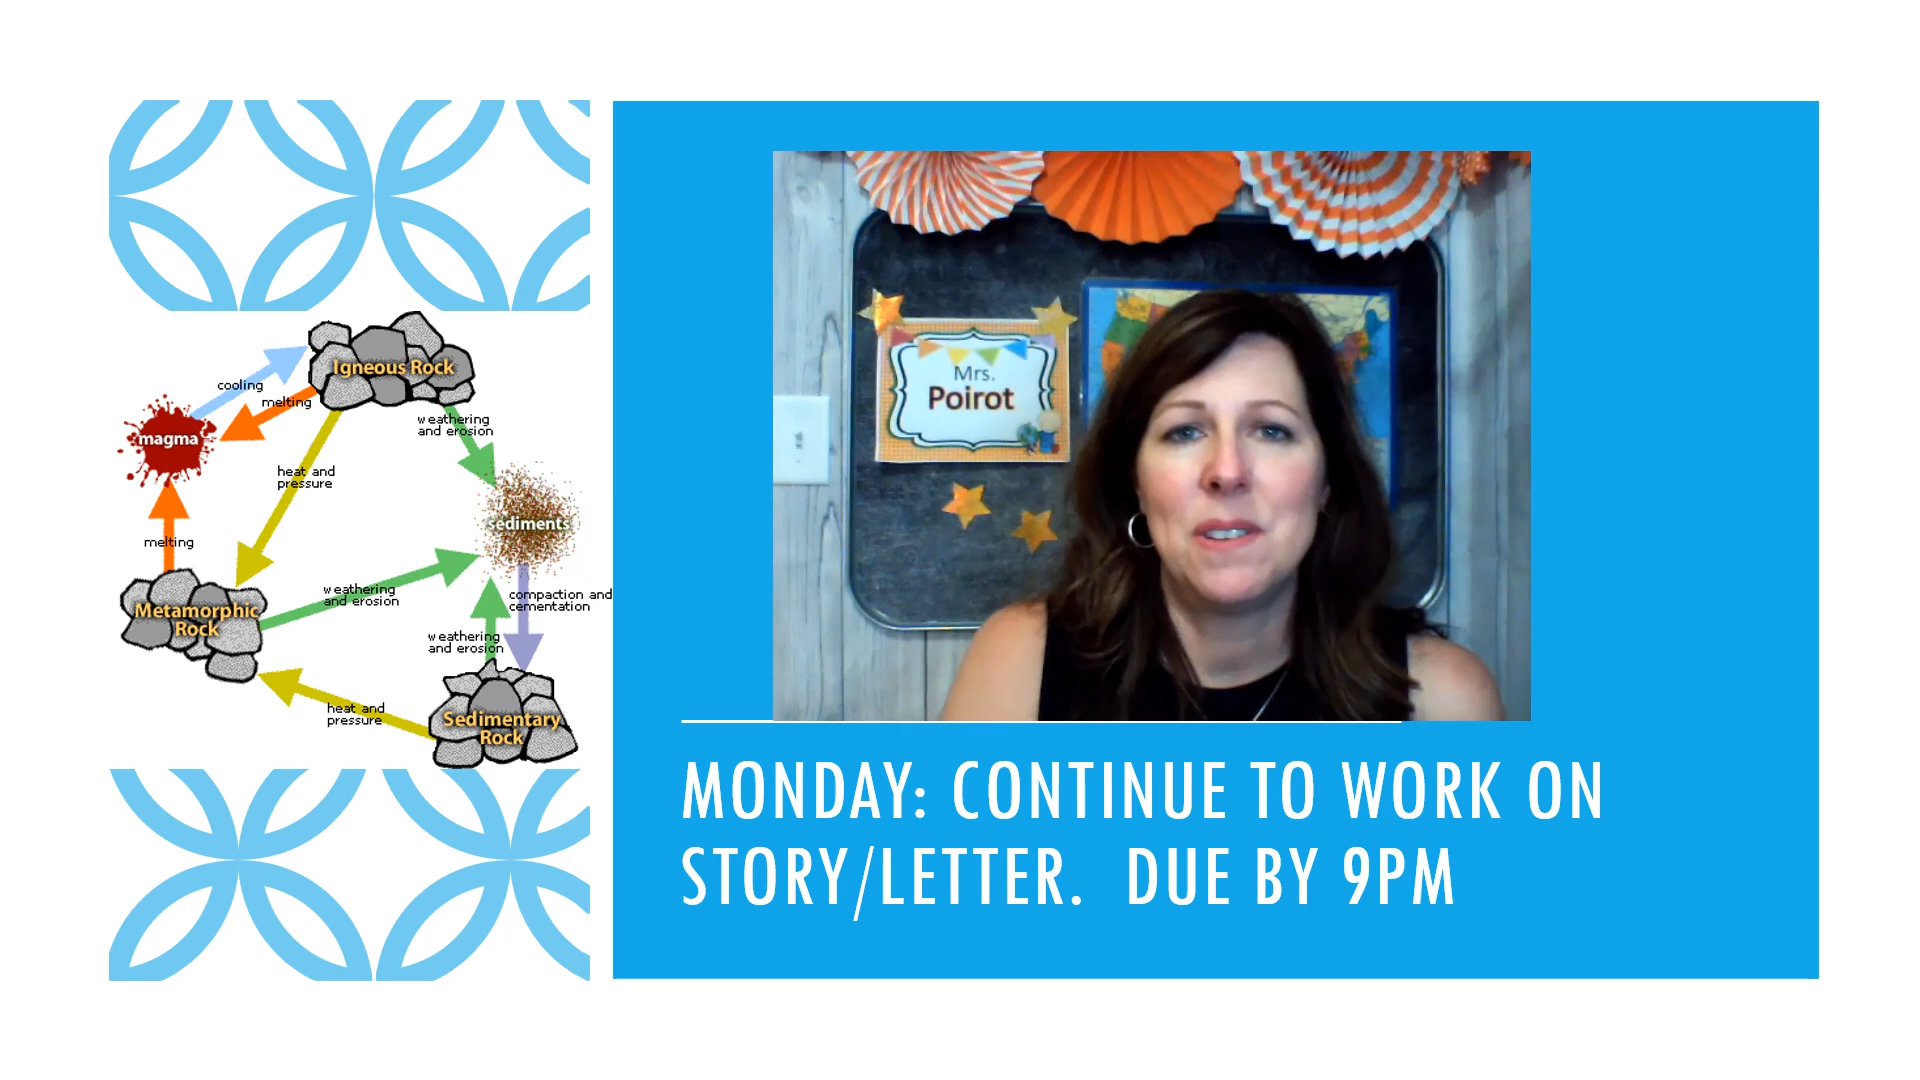 Igneous Rock
cooling
melting
magma
weathering
and erosion
heat and
pressure
sediments
melting
weathering
and erosion
compaction and
cementation
Metamorphic
Rock
weathering
and erosion
heat and
pressure
Sedimentary
Rock
Mrs.
Poirot
MONDAY: CONTINUE TO WORK ON
STORY/LETTER. DUE BY 9PM